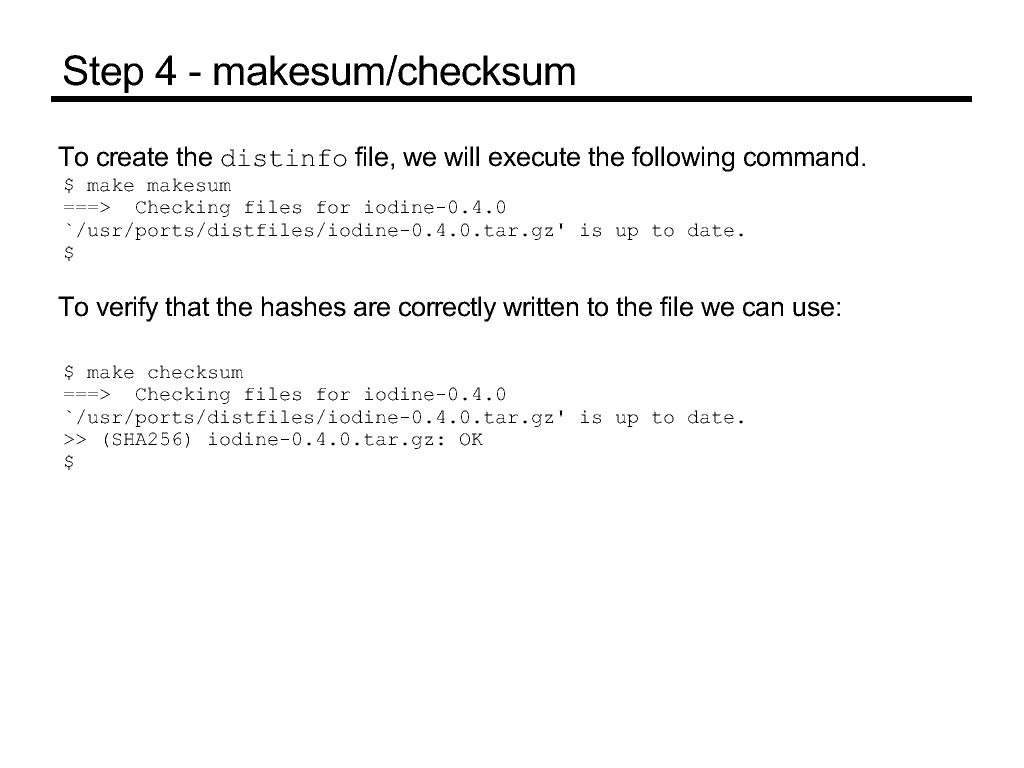 Step 4 - makesum/checksum
To create the distinfo file, we will execute the following command.
$ make makesum
===>  Checking files for iodine-0.4.0
`/usr/ports/distfiles/iodine-0.4.0.tar.gz' is up to date.
$
To verify that the hashes are correctly written to the file we can use:
$ make checksum
===>  Checking files for iodine-0.4.0
`/usr/ports/distfiles/iodine-0.4.0.tar.gz' is up to date.
>> (SHA256) iodine-0.4.0.tar.gz: OK
$